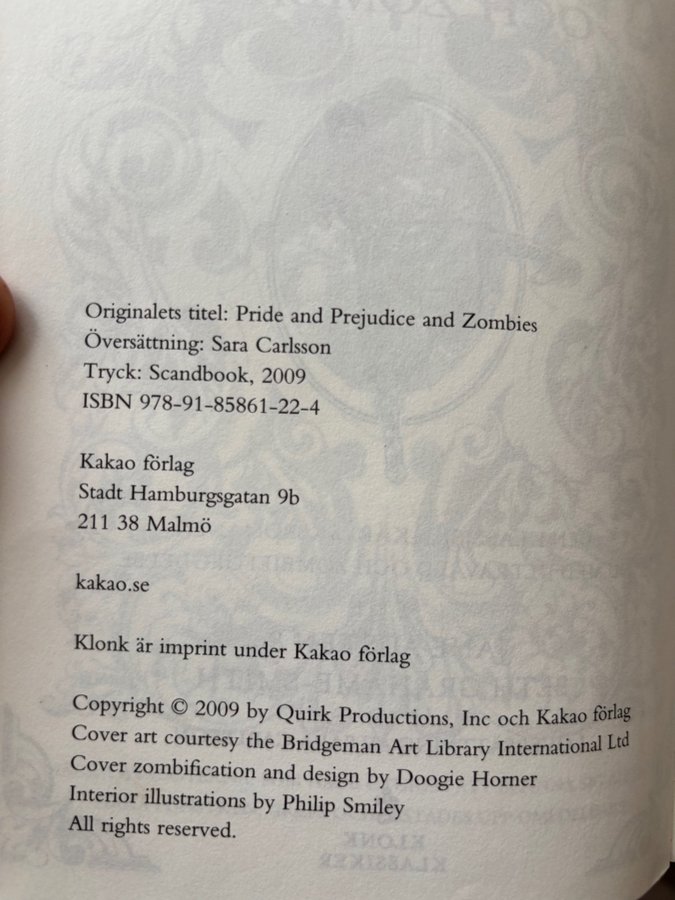 Originalets titel: Pride and Prejudice and Zombies
Översättning: Sara Carlsson
Tryck: Scandbook, 2009
ISBN 978-91-85861-22-4
Kakao förlag
Stadt Hamburgsgatan 9b
211 38 Malmö
kakao.se
Klonk är imprint under Kakao förlag
Copyright © 2009 by Quirk Productions, Inc och Kakao förlag
Cover art courtesy the Bridgeman Art Library International Ltd
Cover zombification and design by Doogie Horner
Interior illustrations by Philip Smiley
All rights reserved.